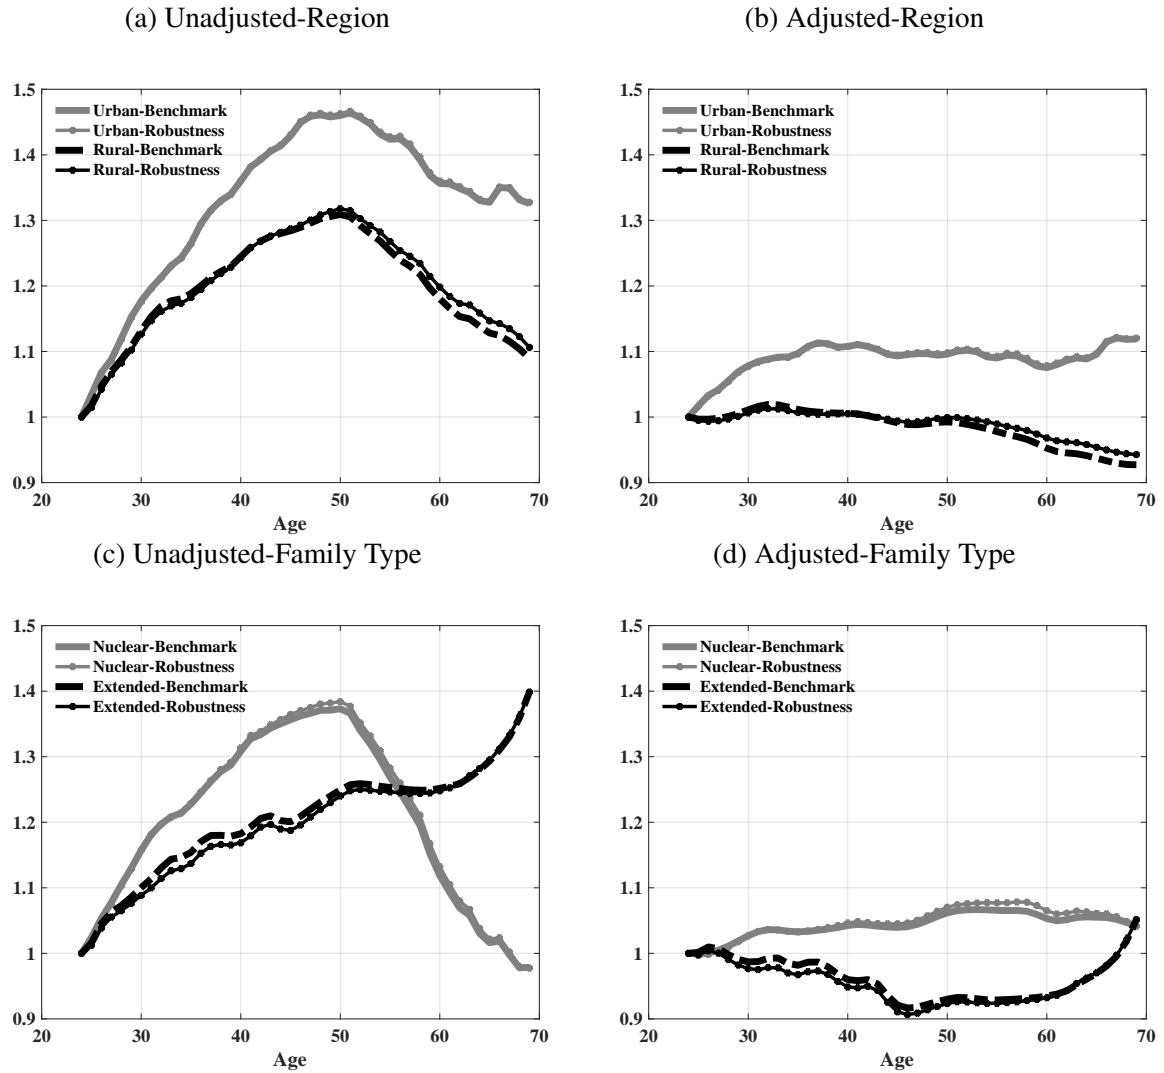 (a) Unadjusted-Region
1.5
1.4
1.3
1.2
1.1
1
0.9
Urban-Benchmark
Urban-Robustness
Rural-Benchmark
Rural-Robustness
20 30 40 50 60 70
Age
(b) Adjusted-Region
1.5
1.4
1.3
1.2
1.1
1
0.9
Urban-Benchmark
Urban-Robustness
Rural-Benchmark
Rural-Robustness
20 30 40 50 60 70
Age
(c) Unadjusted-Family Type
1.5
1.4
1.3
1.2
1.1
1
0.9
Nuclear-Benchmark
Nuclear-Robustness
Extended-Benchmark
Extended-Robustness
20 30 40 50 60 70
Age
(d) Adjusted-Family Type
1.5
1.4
1.3
1.2
1.1
1
0.9
Nuclear-Benchmark
Nuclear-Robustness
Extended-Benchmark
Extended-Robustness
20 30 40 50 60 70
Age